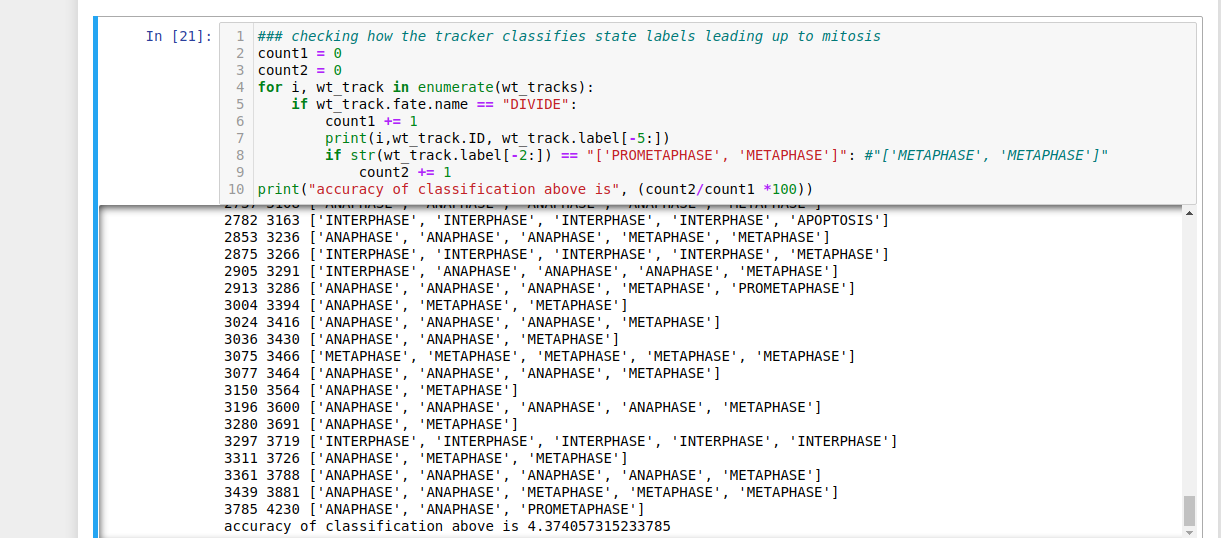 In [21]:
1 ### checking how the tracker classifies state labels leading up to mitosis
2 count1 = 0
3 count2 = 0
4 for i, wt_track in enumerate(wt_tracks):
5     if wt_track.fate.name == "DIVIDE":
6         count1 += 1
7         print(i,wt_track.ID, wt_track.label[-5:])
8         if str(wt_track.label[-2:]) == "['PROMETAPHASE', 'METAPHASE']": #"['METAPHASE', 'METAPHASE']"
9             count2 += 1
10 print("accuracy of classification above is", (count2/count1 *100))
2782 3163 ['INTERPHASE', 'INTERPHASE', 'INTERPHASE', 'INTERPHASE', 'APOPTOSIS']
2853 3236 ['ANAPHASE', 'ANAPHASE', 'ANAPHASE', 'METAPHASE', 'METAPHASE']
2875 3266 ['INTERPHASE', 'INTERPHASE', 'INTERPHASE', 'INTERPHASE', 'METAPHASE']
2905 3291 ['INTERPHASE', 'ANAPHASE', 'ANAPHASE', 'ANAPHASE', 'METAPHASE']
2913 3286 ['ANAPHASE', 'ANAPHASE', 'ANAPHASE', 'METAPHASE', 'PROMETAPHASE']
3004 3394 ['ANAPHASE', 'METAPHASE', 'METAPHASE']
3024 3416 ['ANAPHASE', 'ANAPHASE', 'ANAPHASE', 'METAPHASE']
3036 3430 ['ANAPHASE', 'ANAPHASE', 'METAPHASE']
3075 3466 ['METAPHASE', 'METAPHASE', 'METAPHASE', 'METAPHASE', 'METAPHASE']
3077 3464 ['ANAPHASE', 'ANAPHASE', 'ANAPHASE', 'METAPHASE']
3150 3564 ['ANAPHASE', 'METAPHASE']
3196 3600 ['ANAPHASE', 'ANAPHASE', 'ANAPHASE', 'ANAPHASE', 'METAPHASE']
3280 3691 ['ANAPHASE', 'METAPHASE']
3297 3719 ['INTERPHASE', 'INTERPHASE', 'INTERPHASE', 'INTERPHASE', 'INTERPHASE']
3311 3726 ['ANAPHASE', 'METAPHASE', 'METAPHASE']
3361 3788 ['ANAPHASE', 'ANAPHASE', 'ANAPHASE', 'ANAPHASE', 'METAPHASE']
3439 3881 ['ANAPHASE', 'ANAPHASE', 'METAPHASE', 'METAPHASE', 'METAPHASE']
3785 4230 ['ANAPHASE', 'ANAPHASE', 'PROMETAPHASE']
accuracy of classification above is 4.374057315233785